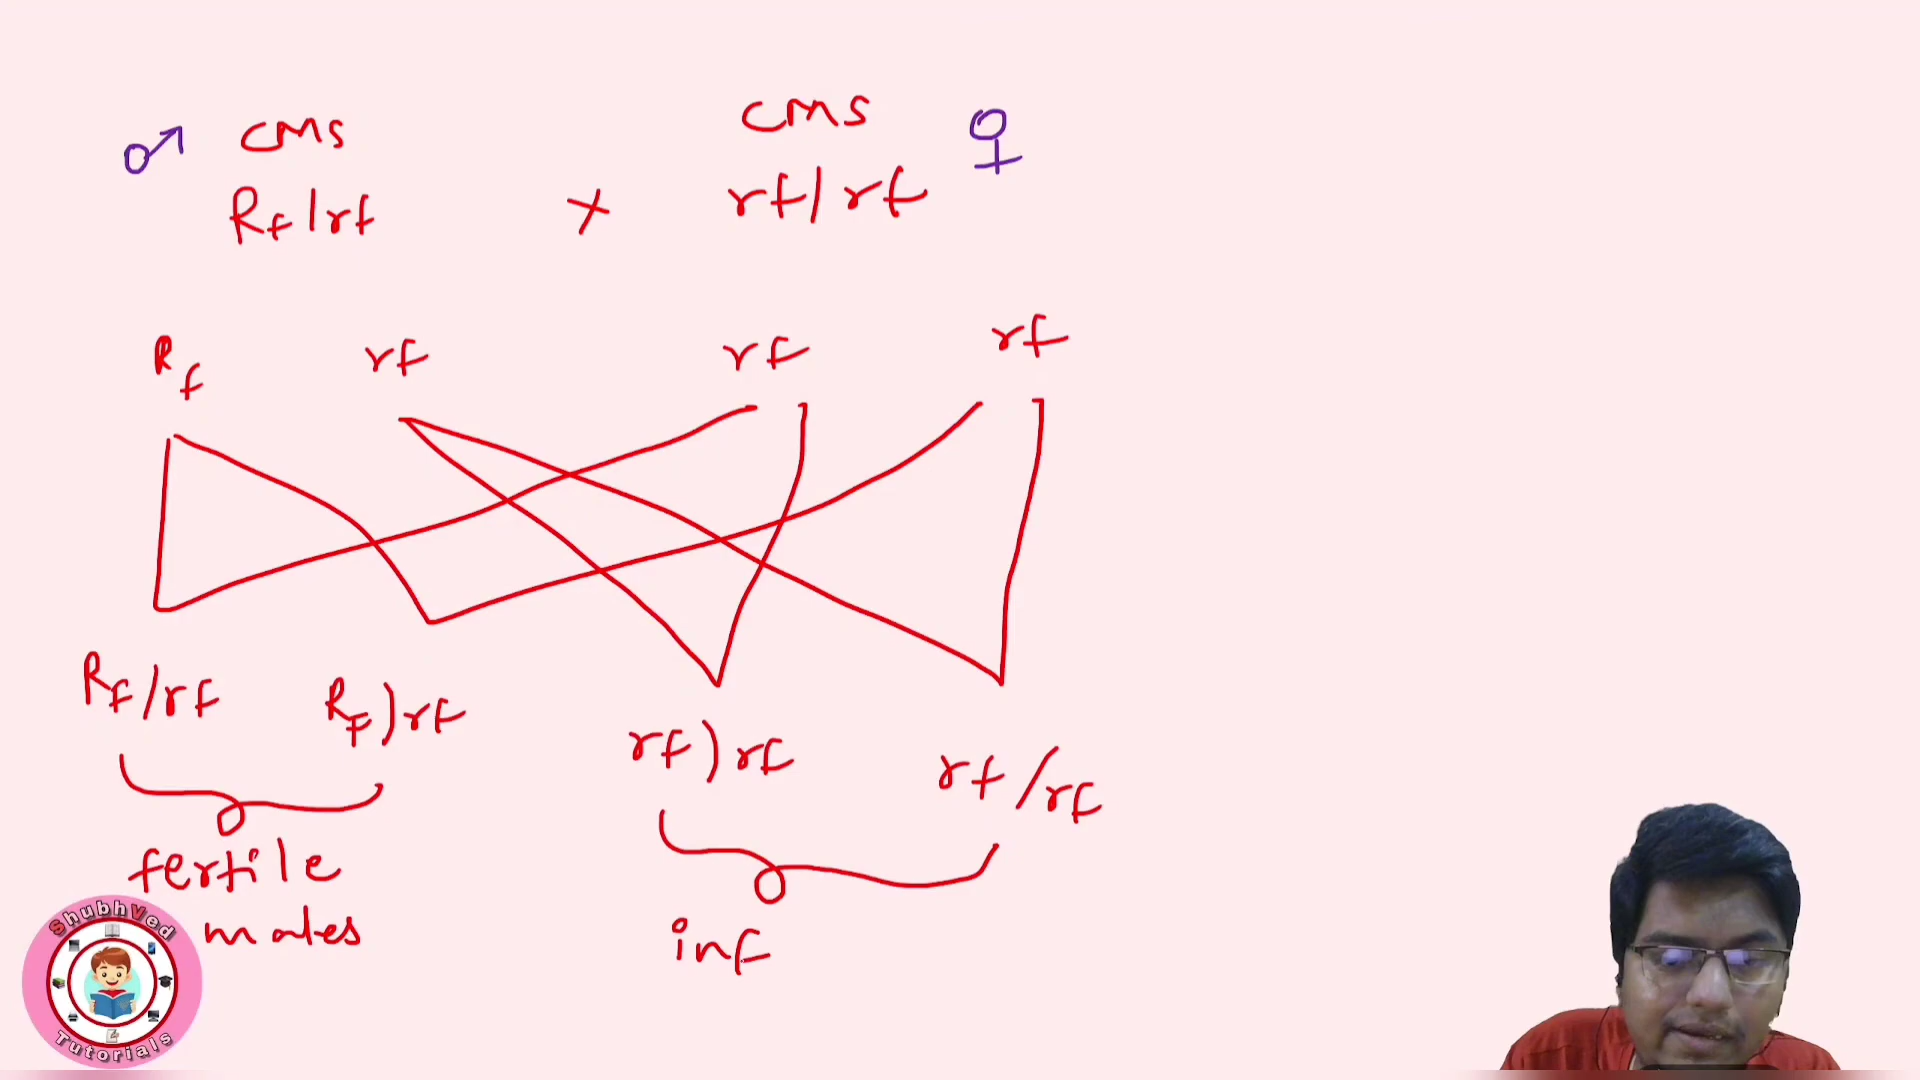 ♂ CMS CMS ♀
Rf/rf × rf/rf
Rf rf rf rf
Rf/rf Rf)rf rf)rf rf/rf
fertile
males inf
ShubhVed
Tutorials